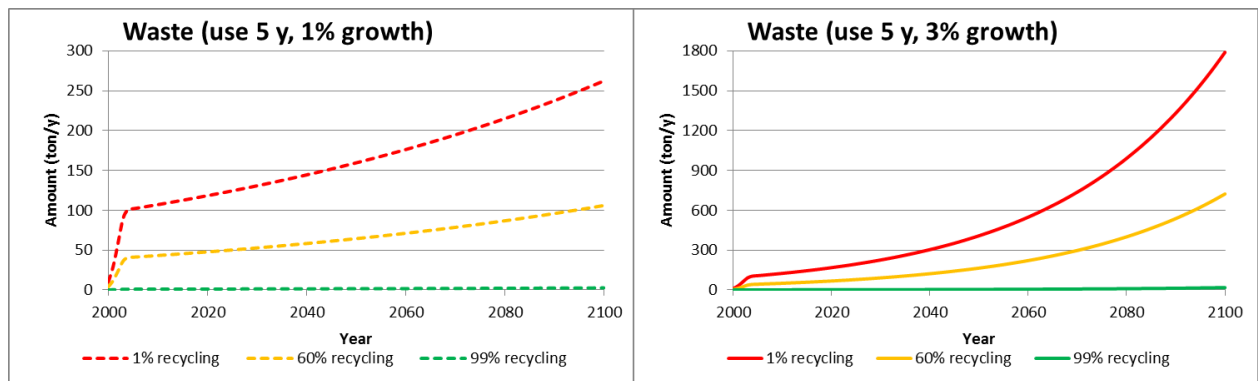 Waste (use 5 y, 1% growth)
300
250
200
150
100
50
0
Amount (ton/y)
2000 2020 2040 2060 2080 2100
Year
1% recycling 60% recycling 99% recycling
Waste (use 5 y, 3% growth)
1800
1500
1200
900
600
300
0
Amount (ton/y)
2000 2020 2040 2060 2080 2100
Year
1% recycling 60% recycling 99% recycling